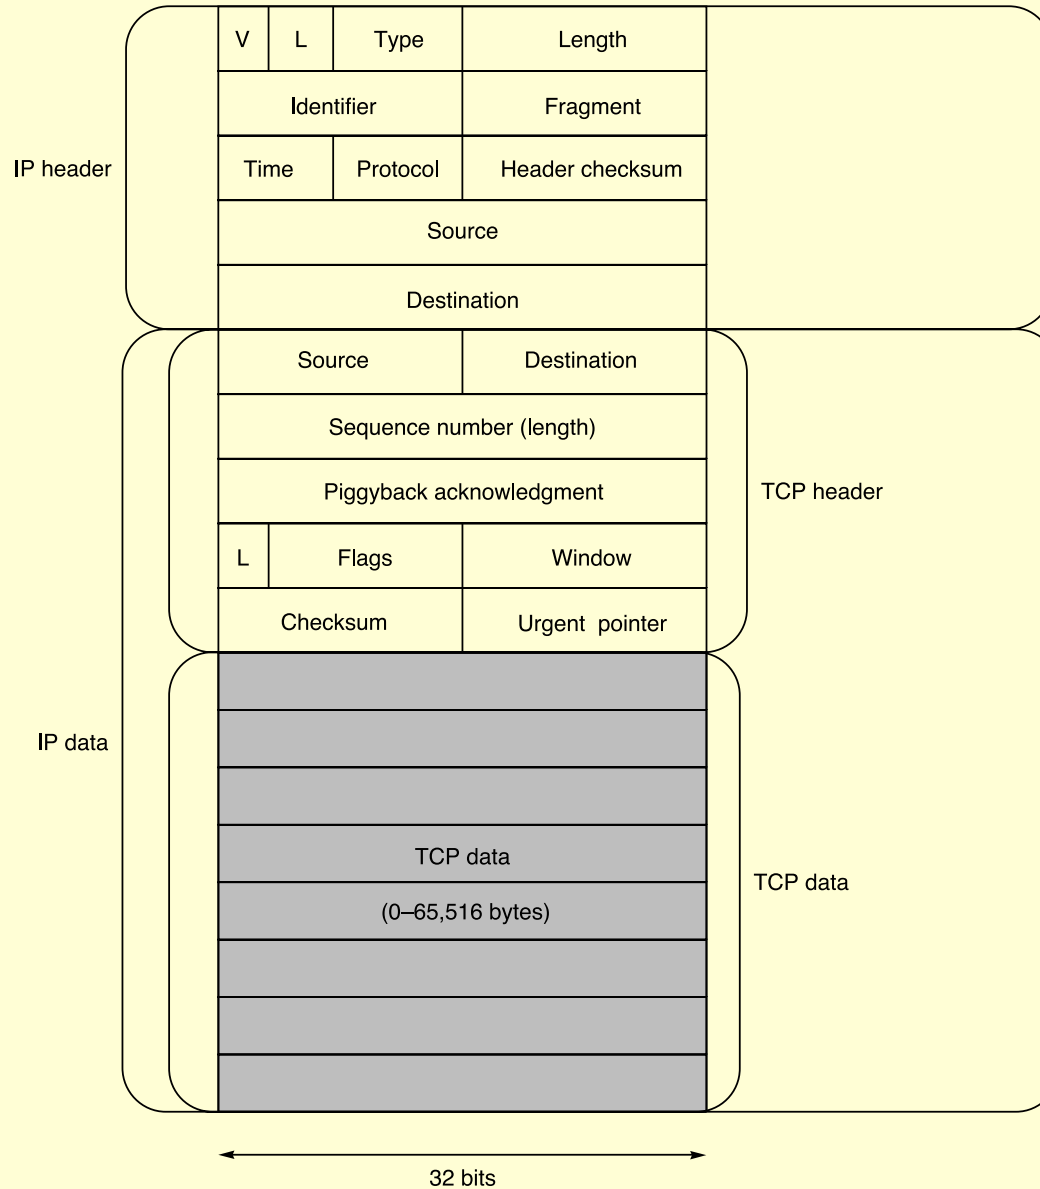 V L Type Length
Identifier Fragment
IP header
Time Protocol Header checksum
Source
Destination
Source Destination
Sequence number (length)
Piggyback acknowledgment
TCP header
L Flags Window
Checksum Urgent pointer
IP data
TCP data
(0–65,516 bytes)
TCP data
32 bits